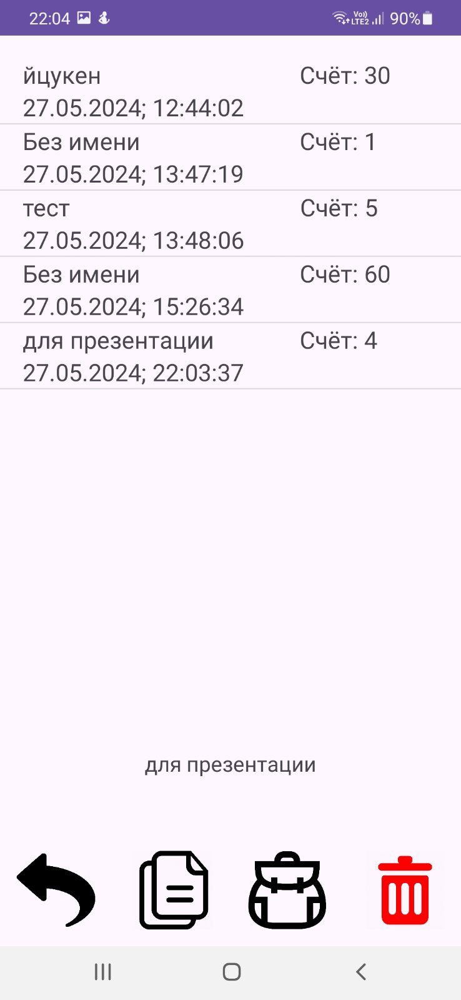 22:04 Vo)) LTE2 90%
йцукен Счёт: 30
27.05.2024; 12:44:02
Без имени Счёт: 1
27.05.2024; 13:47:19
тест Счёт: 5
27.05.2024; 13:48:06
Без имени Счёт: 60
27.05.2024; 15:26:34
для презентации Счёт: 4
27.05.2024; 22:03:37
для презентации